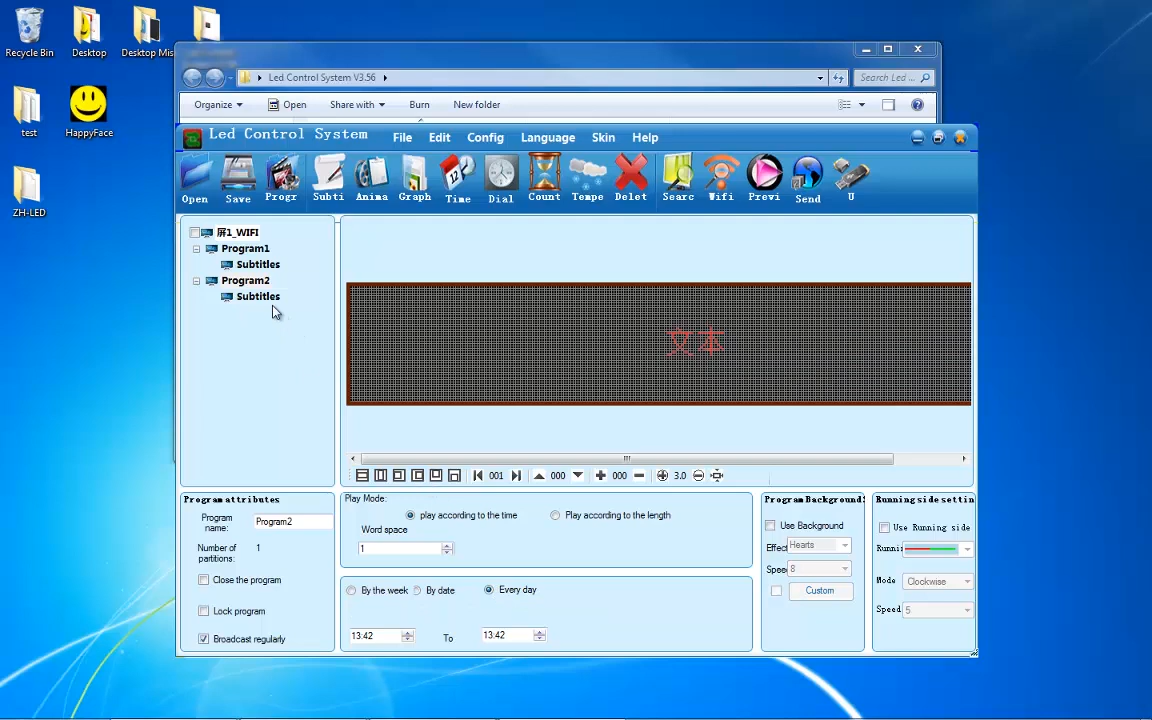 Recycle Bin
Desktop
Desktop Mis
test
HappyFace
ZH-LED
Led Control System V3.56
Search Led ...
Organize
Open
Share with
Burn
New folder
Led Control System
File
Edit
Config
Language
Skin
Help
Open
Save
Progr
Subti
Anima
Graph
Time
Dial
Count
Tempe
Delet
Searc
Wifi
Previ
Send
U
屏1_WIFI
Program1
Subtitles
Program2
Subtitles
文本
001
000
000
3.0
Program attributes
Program name:
Program2
Number of partitions:
1
Close the program
Lock program
Broadcast regularly
Play Mode:
play according to the time
Play according to the length
Word space
1
By the week
By date
Every day
13:42
To
13:42
Program Background
Use Background
Effec
Hearts
Spee
8
Custom
Running side settin
Use Running side
Runni
Mode
Clockwise
Speed
5